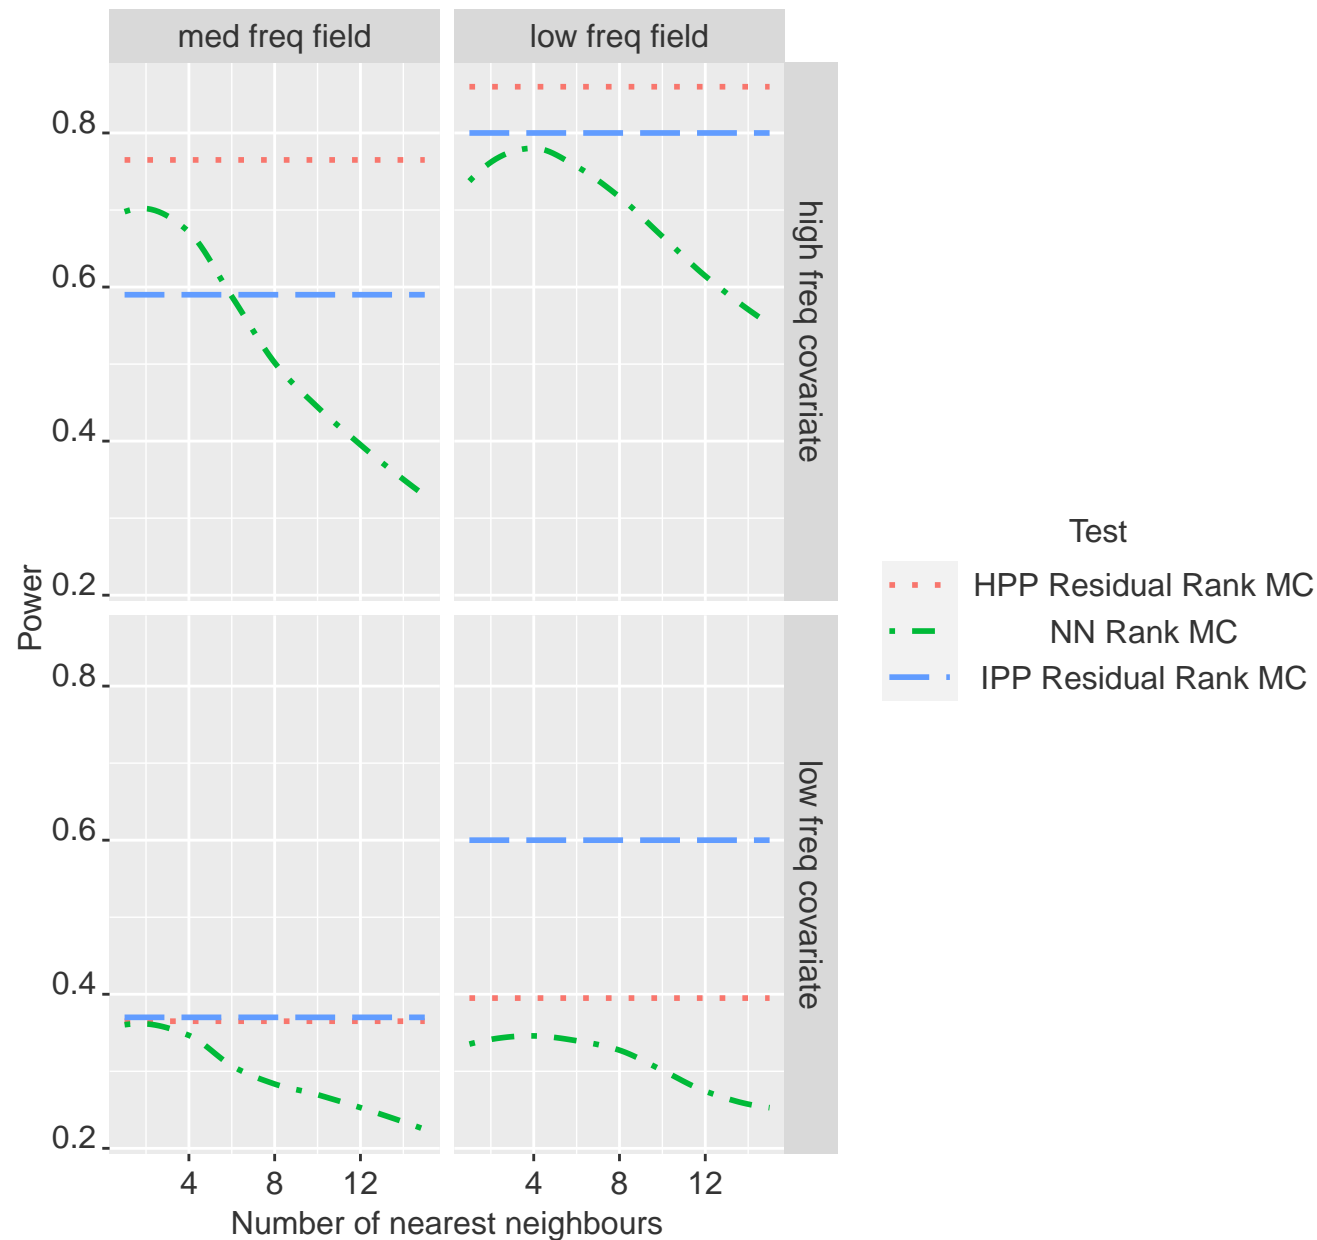 med freq field
low freq field
high freq covariate
low freq covariate
Power
0.8
0.6
0.4
0.2
0.8
0.6
0.4
0.2
4 8 12
4 8 12
Number of nearest neighbours
Test
HPP Residual Rank MC
NN Rank MC
IPP Residual Rank MC